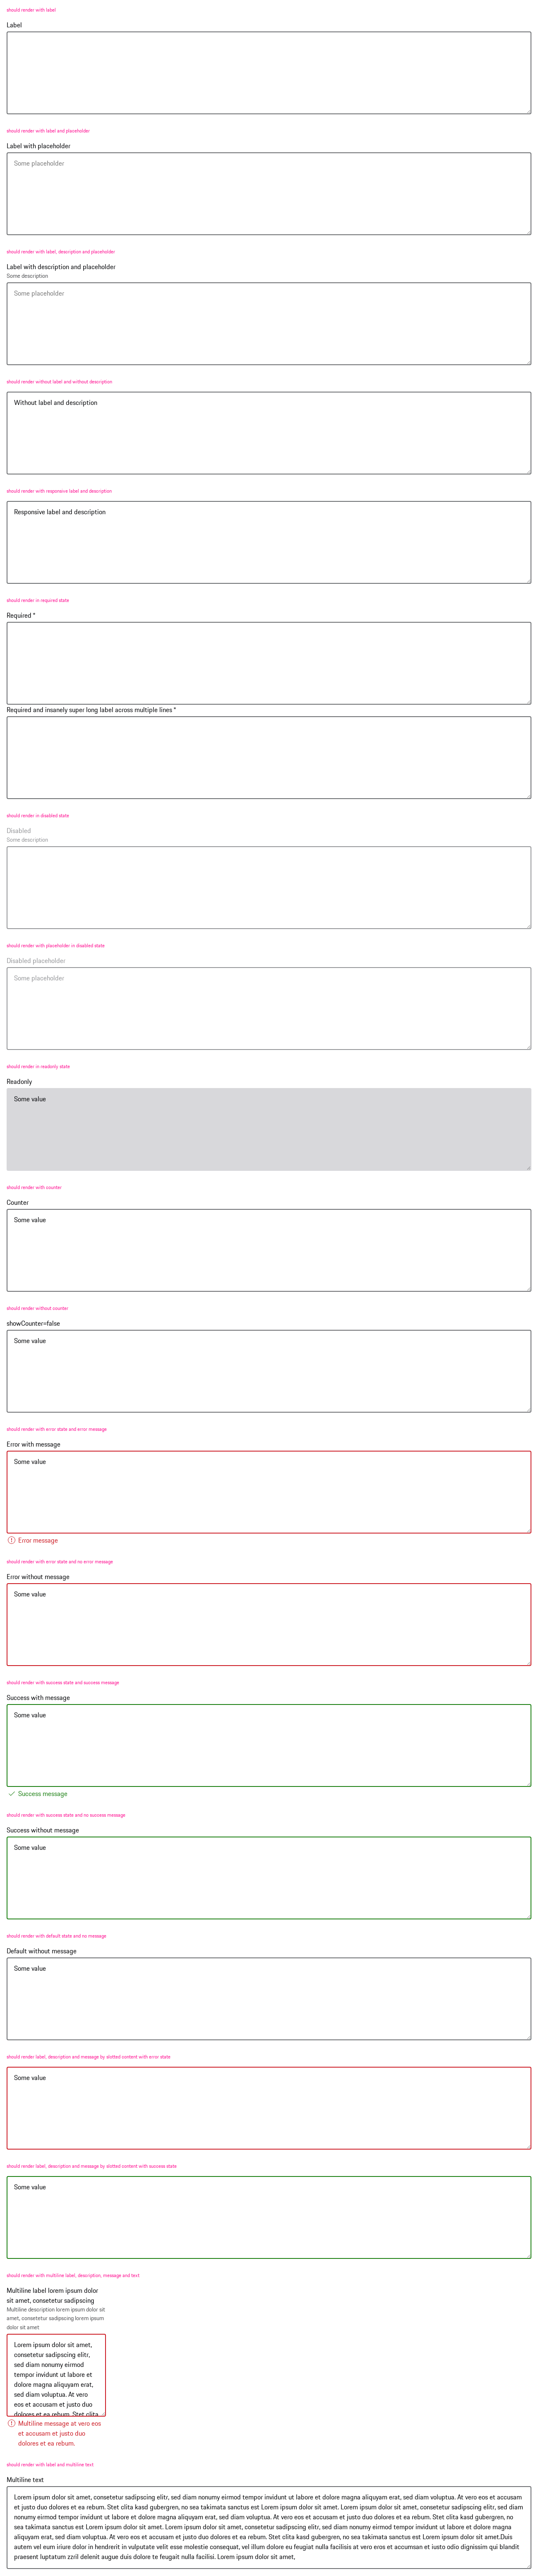 should render with label
Label
should render with label and placeholder
Label with placeholder
Some placeholder
should render with label, description and placeholder
Label with description and placeholder
Some description
Some placeholder
should render without label and without description
Without label and description
should render with responsive label and description
Responsive label and description
should render in required state
Required *
Required and insanely super long label across multiple lines *
should render in disabled state
Disabled
Some description
should render with placeholder in disabled state
Disabled placeholder
Some placeholder
should render in readonly state
Readonly
Some value
should render with counter
Counter
Some value
should render without counter
showCounter=false
Some value
should render with error state and error message
Error with message
Some value
Error message
should render with error state and no error message
Error without message
Some value
should render with success state and success message
Success with message
Some value
Success message
should render with success state and no success message
Success without message
Some value
should render with default state and no message
Default without message
Some value
should render label, description and message by slotted content with error state
Some value
should render label, description and message by slotted content with success state
Some value
should render with multiline label, description, message and text
Multiline label lorem ipsum dolor
sit amet, consetetur sadipscing
Multiline description lorem ipsum dolor sit
amet, consetetur sadipscing lorem ipsum
dolor sit amet
Lorem ipsum dolor sit amet,
consetetur sadipscing elitr,
sed diam nonumy eirmod
tempor invidunt ut labore et
dolore magna aliquyam erat,
sed diam voluptua. At vero
eos et accusam et justo duo
dolores et ea rebum. Stet clita
Multiline message at vero eos
et accusam et justo duo
dolores et ea rebum.
should render with label and multiline text
Multiline text
Lorem ipsum dolor sit amet, consetetur sadipscing elitr, sed diam nonumy eirmod tempor invidunt ut labore et dolore magna aliquyam erat, sed diam voluptua. At vero eos et accusam
et justo duo dolores et ea rebum. Stet clita kasd gubergren, no sea takimata sanctus est Lorem ipsum dolor sit amet. Lorem ipsum dolor sit amet, consetetur sadipscing elitr, sed diam
nonumy eirmod tempor invidunt ut labore et dolore magna aliquyam erat, sed diam voluptua. At vero eos et accusam et justo duo dolores et ea rebum. Stet clita kasd gubergren, no
sea takimata sanctus est Lorem ipsum dolor sit amet. Lorem ipsum dolor sit amet, consetetur sadipscing elitr, sed diam nonumy eirmod tempor invidunt ut labore et dolore magna
aliquyam erat, sed diam voluptua. At vero eos et accusam et justo duo dolores et ea rebum. Stet clita kasd gubergren, no sea takimata sanctus est Lorem ipsum dolor sit amet.Duis
autem vel eum iriure dolor in hendrerit in vulputate velit esse molestie consequat, vel illum dolore eu feugiat nulla facilisis at vero eros et accumsan et iusto odio dignissim qui blandit
praesent luptatum zzril delenit augue duis dolore te feugait nulla facilisi. Lorem ipsum dolor sit amet,